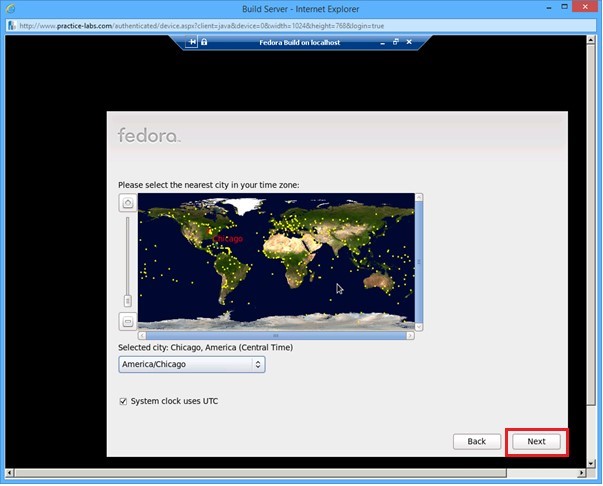 Build Server - Internet Explorer
http://www.practice-labs.com/authenticated/device.aspx?client=java&device=0&width=1024&height=768&login=true
Fedora Build on localhost
fedora
Please select the nearest city in your time zone:
Chicago
Selected city: Chicago, America (Central Time)
America/Chicago
System clock uses UTC
Back
Next